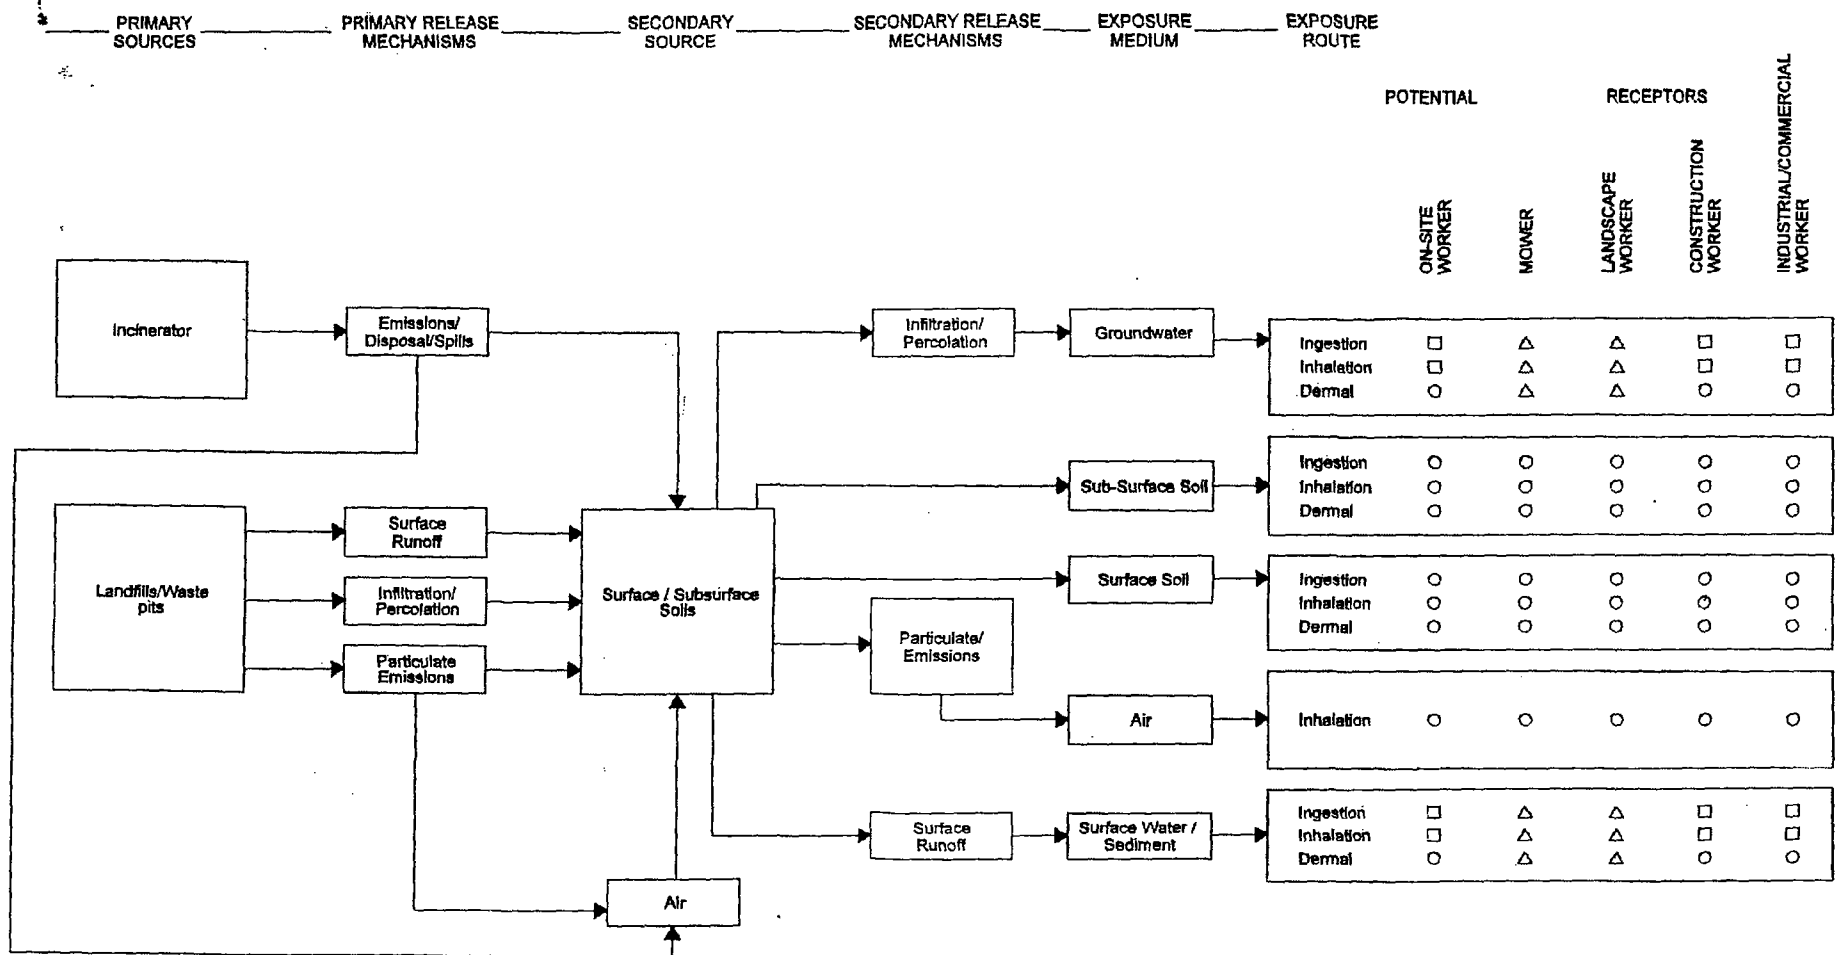 PRIMARY
SOURCES
PRIMARY RELEASE
MECHANISMS
SECONDARY
SOURCE
SECONDARY RELEASE
MECHANISMS
EXPOSURE
MEDIUM
EXPOSURE
ROUTE
POTENTIAL
RECEPTORS
ON-SITE
WORKER
MOWER
LANDSCAPE
WORKER
CONSTRUCTION
WORKER
INDUSTRIAL/COMMERCIAL
WORKER
Incinerator
Emissions/
Disposal/Spills
Infiltration/
Percolation
Groundwater
Ingestion
Inhalation
Dermal
Sub-Surface Soil
Ingestion
Inhalation
Dermal
Landfills/Waste
pits
Surface
Runoff
Infiltration/
Percolation
Particulate
Emissions
Surface / Subsurface
Soils
Surface Soil
Ingestion
Inhalation
Dermal
Particulate/
Emissions
Air
Inhalation
Surface
Runoff
Surface Water /
Sediment
Ingestion
Inhalation
Dermal
Air